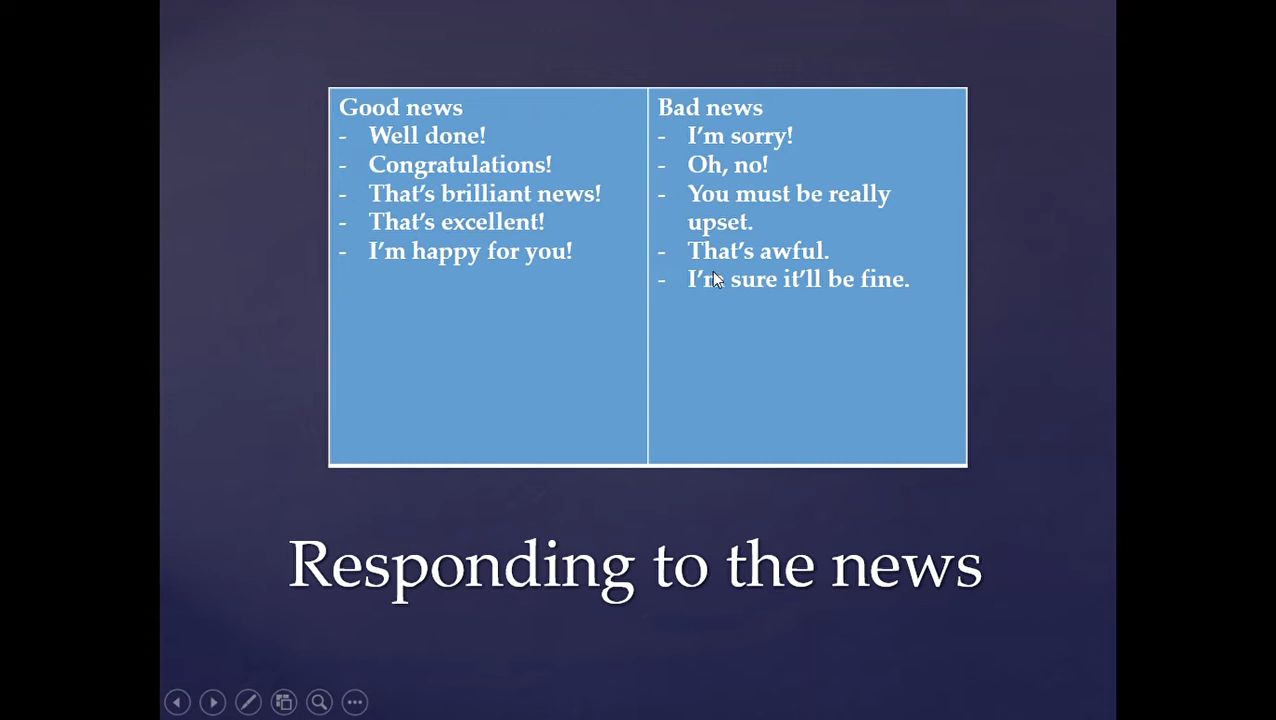 Good news
- Well done!
- Congratulations!
- That's brilliant news!
- That's excellent!
- I'm happy for you!
Bad news
- I'm sorry!
- Oh, no!
- You must be really
upset.
- That's awful.
- I'm sure it'll be fine.
Responding to the news